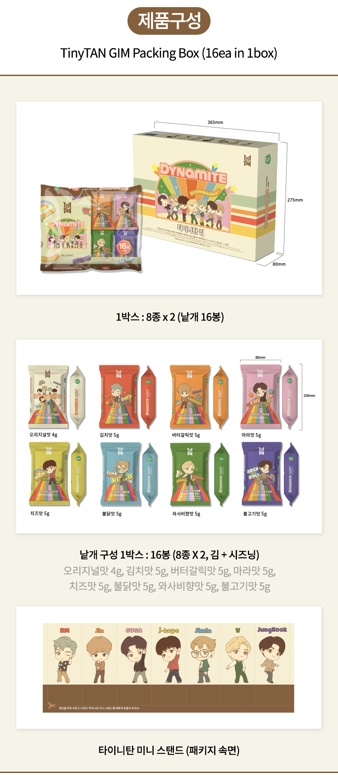 제품구성
TinyTAN GIM Packing Box (16ea in 1box)
365mm
DYNAMITE
275mm
60mm
1박스 : 8종 x 2 (낱개 16봉)
오리지널맛 4g
김치맛 5g
버터갈릭맛 5g
마라맛 5g
치즈맛 5g
불닭맛 5g
와사비향맛 5g
불고기맛 5g
낱개 구성 1박스 : 16봉 (8종 X 2, 김 + 시즈닝)
오리지널맛 4g, 김치맛 5g, 버터갈릭맛 5g, 마라맛 5g,
치즈맛 5g, 불닭맛 5g, 와사비향맛 5g, 불고기맛 5g
RM Jin SUGA j-hope Jimin V Jung Kook
타이니탄 미니 스탠드 (패키지 속면)